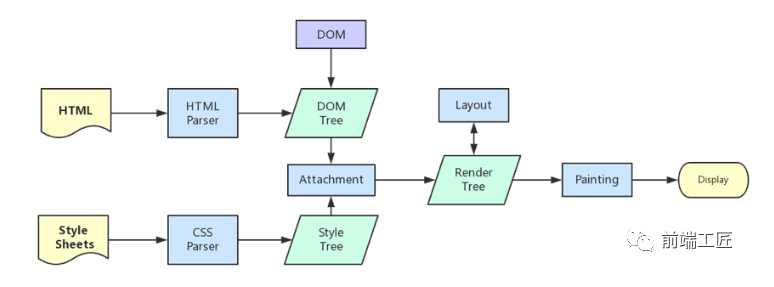 DOM
HTML
HTML
Parser
DOM
Tree
Layout
Attachment
Render
Tree
Painting
Display
Style
Sheets
CSS
Parser
Style
Tree
前端工匠